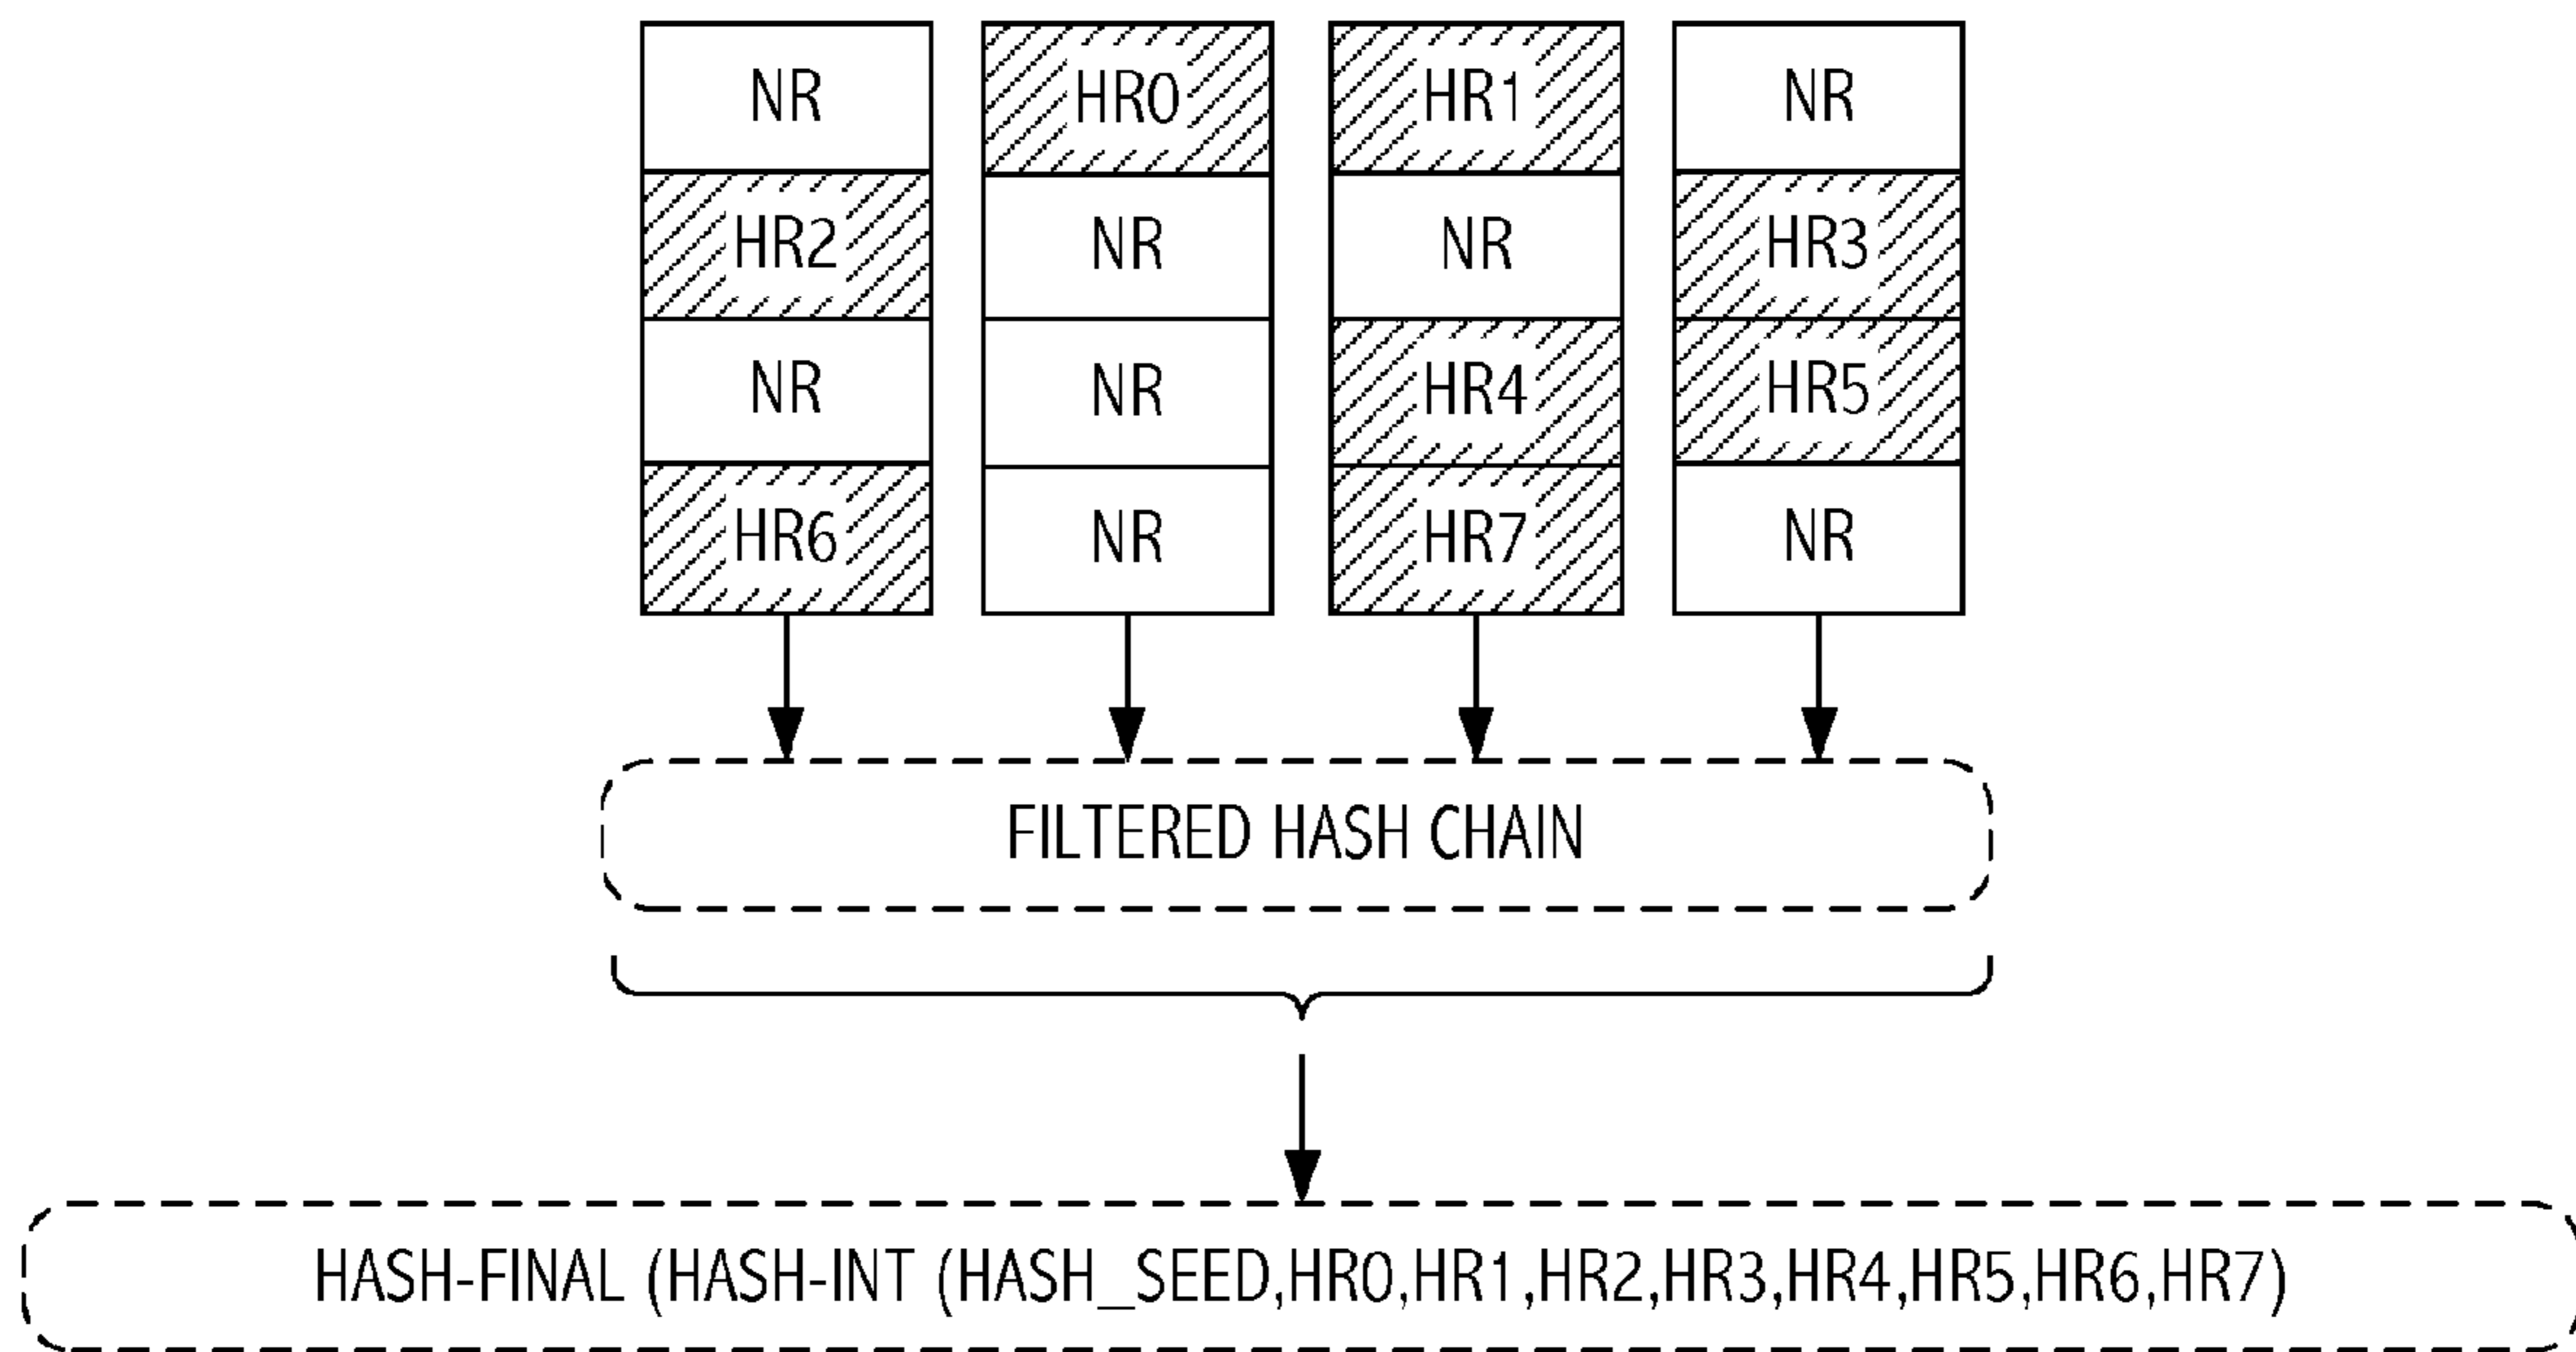 NR HR0 HR1 NR
HR2 NR NR HR3
NR NR HR4 HR5
HR6 NR HR7 NR
FILTERED HASH CHAIN
HASH-FINAL (HASH-INT (HASH_SEED,HR0,HR1,HR2,HR3,HR4,HR5,HR6,HR7)